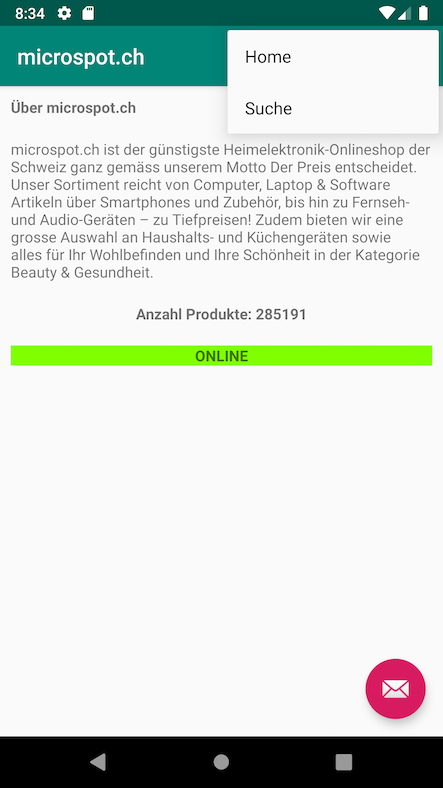 8:34
microspot.ch
Home
Suche
Über microspot.ch
microspot.ch ist der günstigste Heimelektronik-Onlineshop der
Schweiz ganz gemäss unserem Motto Der Preis entscheidet.
Unser Sortiment reicht von Computer, Laptop & Software
Artikeln über Smartphones und Zubehör, bis hin zu Fernseh-
und Audio-Geräten – zu Tiefpreisen! Zudem bieten wir eine
grosse Auswahl an Haushalts- und Küchengeräten sowie
alles für Ihr Wohlbefinden und Ihre Schönheit in der Kategorie
Beauty & Gesundheit.
Anzahl Produkte: 285191
ONLINE